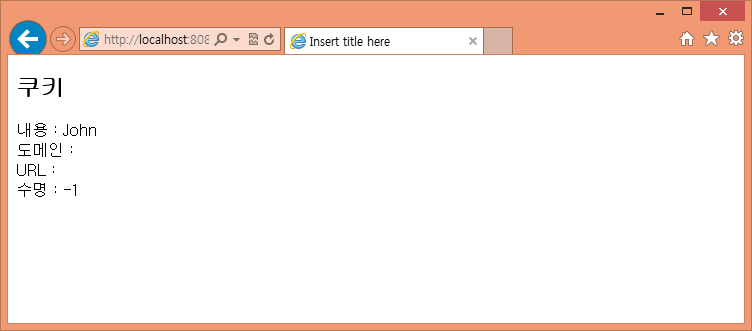 http://localhost:808
Insert title here
쿠키
내용 : John
도메인 :
URL :
수명 : -1